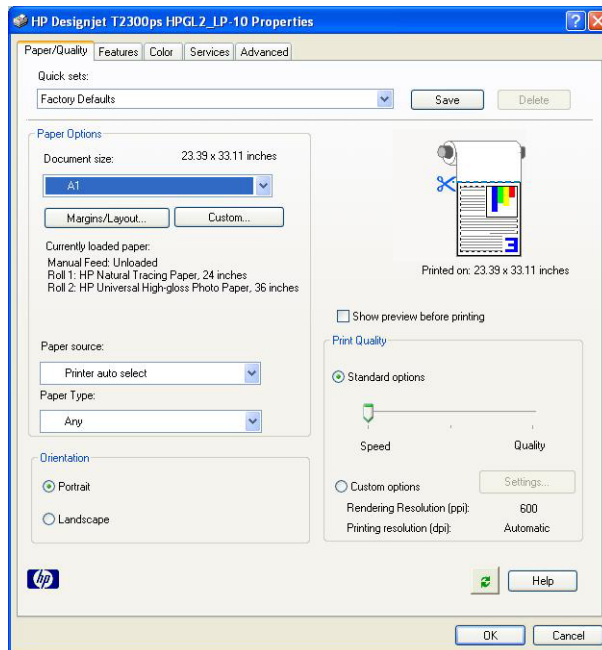 HP Designjet T2300ps HPGL2_LP-10 Properties
Paper/Quality Features Color Services Advanced
Quick sets:
Factory Defaults Save Delete
Paper Options
Document size: 23.39 x 33.11 inches
A1
Margins/Layout... Custom...
Currently loaded paper:
Manual Feed: Unloaded
Roll 1: HP Natural Tracing Paper, 24 inches
Roll 2: HP Universal High-gloss Photo Paper, 36 inches
Paper source:
Printer auto select
Paper Type:
Any
Orientation
Portrait
Landscape
3
Printed on: 23.39 x 33.11 inches
Show preview before printing
Print Quality
Standard options
Speed Quality
Custom options Settings...
Rendering Resolution (ppi): 600
Printing resolution (dpi): Automatic
hp
Help
OK Cancel